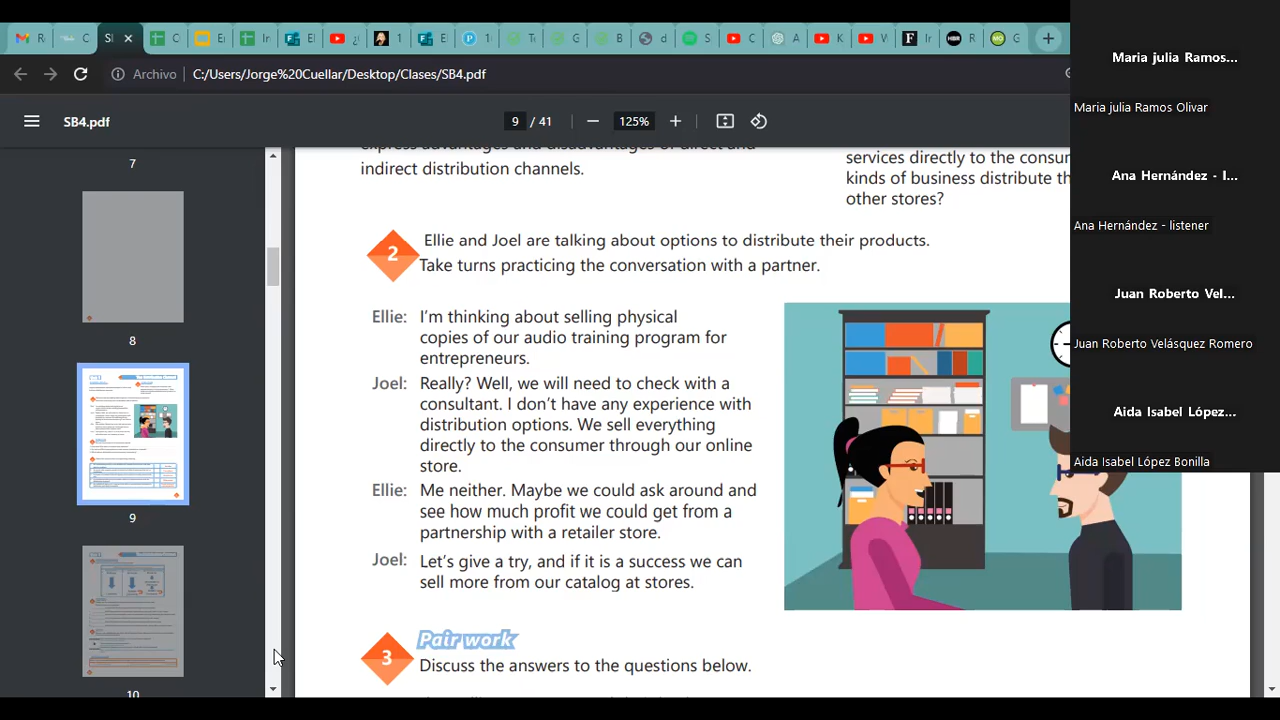 Archivo
C:/Users/Jorge%20Cuellar/Desktop/Clases/SB4.pdf
SB4.pdf
9 / 41
125%
7
8
9
10
indirect distribution channels.
services directly to the
kinds of business distribute
other stores?
2
Ellie and Joel are talking about options to distribute their products.
Take turns practicing the conversation with a partner.
Ellie: I'm thinking about selling physical
copies of our audio training program for
entrepreneurs.
Joel: Really? Well, we will need to check with a
consultant. I don't have any experience with
distribution options. We sell everything
directly to the consumer through our online
store.
Ellie: Me neither. Maybe we could ask around and
see how much profit we could get from a
partnership with a retailer store.
Joel: Let's give a try, and if it is a success we can
sell more from our catalog at stores.
3
Pair work
Discuss the answers to the questions below.
Maria julia Ramos...
Maria julia Ramos Olivar
Ana Hernández - I...
Ana Hernández - listener
Juan Roberto Vel...
Juan Roberto Velásquez Romero
Aida Isabel López...
Aida Isabel López Bonilla